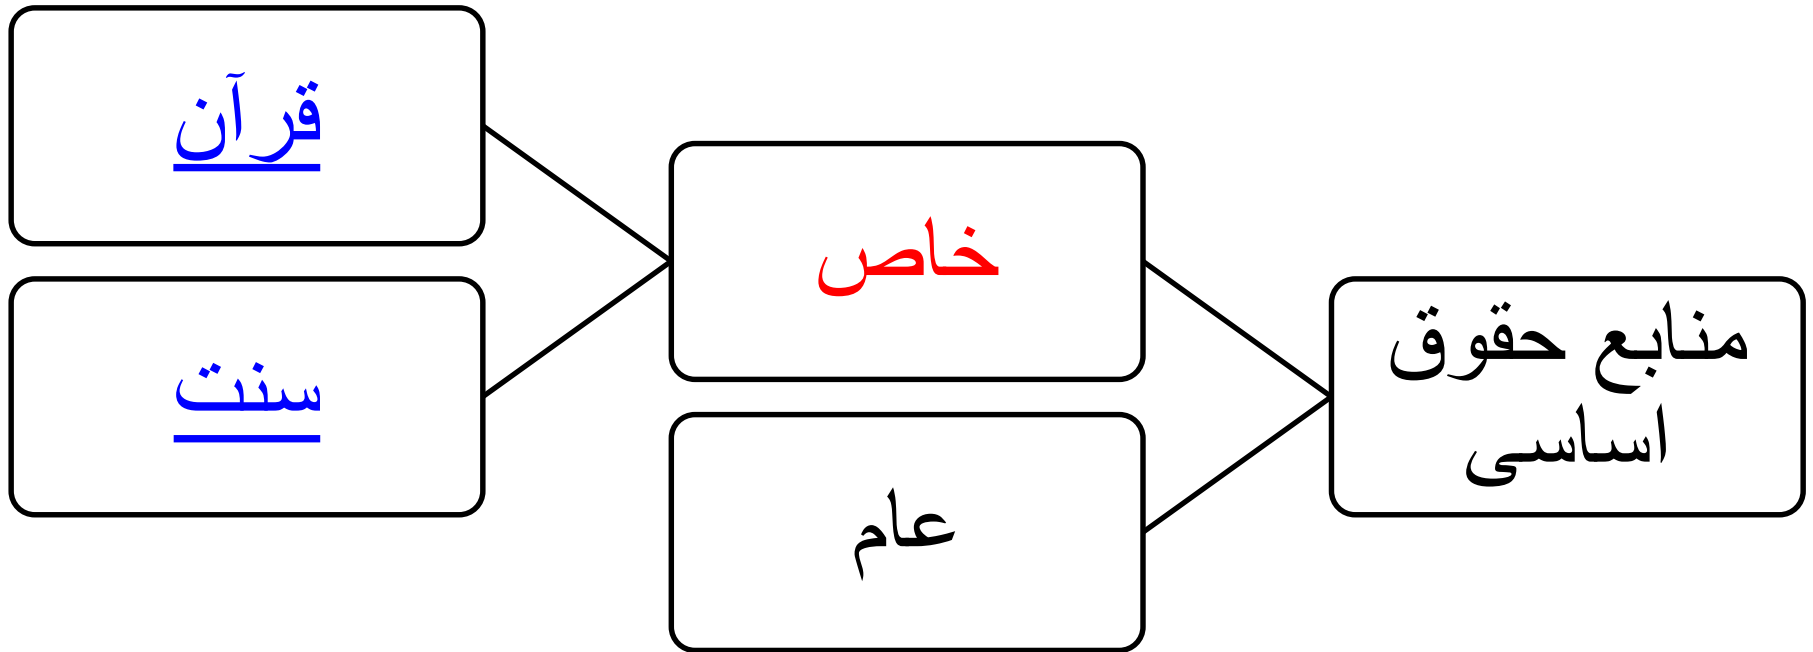 منابع حقوق
اساسی
خاص
عام
قرآن
سنت